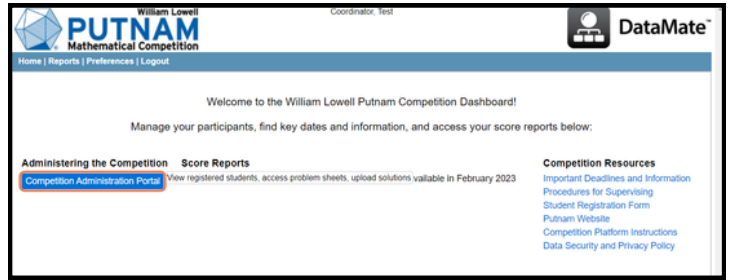 William Lowell
PUTNAM
Mathematical Competition
Coordinator, Test
DataMate™
Home | Reports | Preferences | Logout
Welcome to the William Lowell Putnam Competition Dashboard!
Manage your participants, find key dates and information, and access your score reports below:
Administering the Competition
Competition Administration Portal
Score Reports
View registered students, access problem sheets, upload solutions
vailable in February 2023
Competition Resources
Important Deadlines and Information
Procedures for Supervising
Student Registration Form
Putnam Website
Competition Platform Instructions
Data Security and Privacy Policy